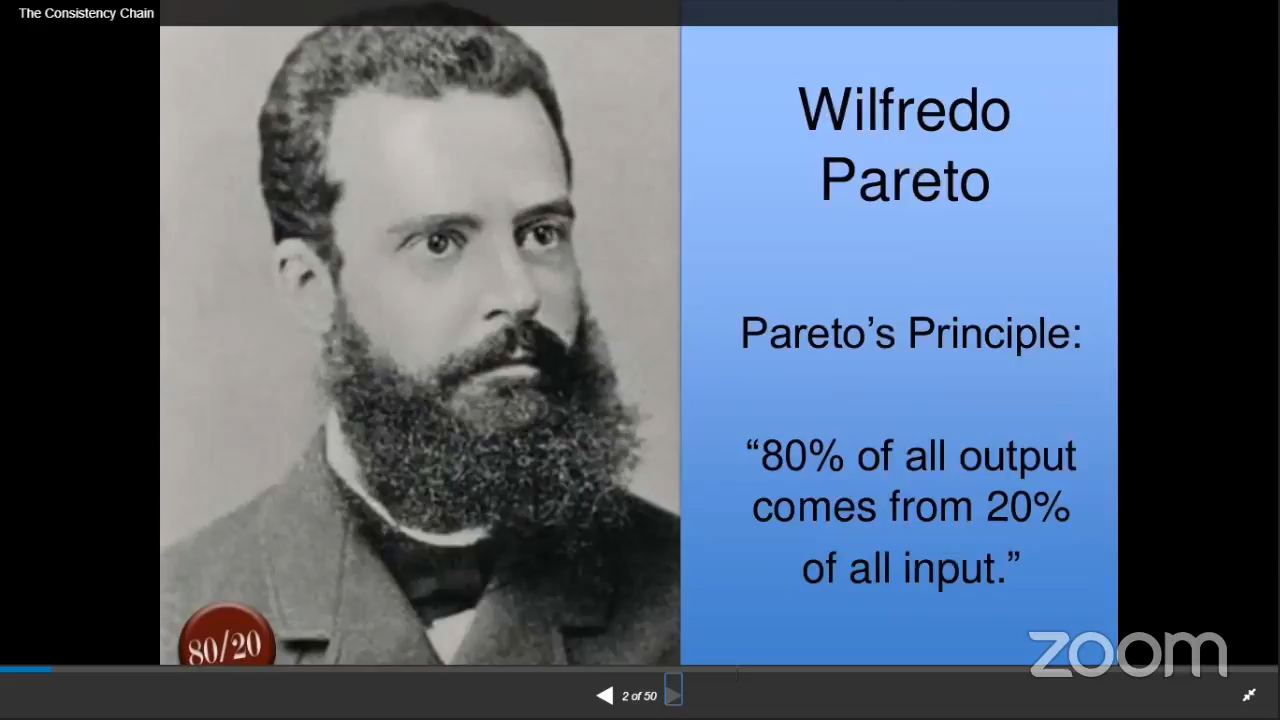 The Consistency Chain
Wilfredo
Pareto
Pareto’s Principle:
“80% of all output
comes from 20%
of all input.”
80/20
zoom
2 of 50